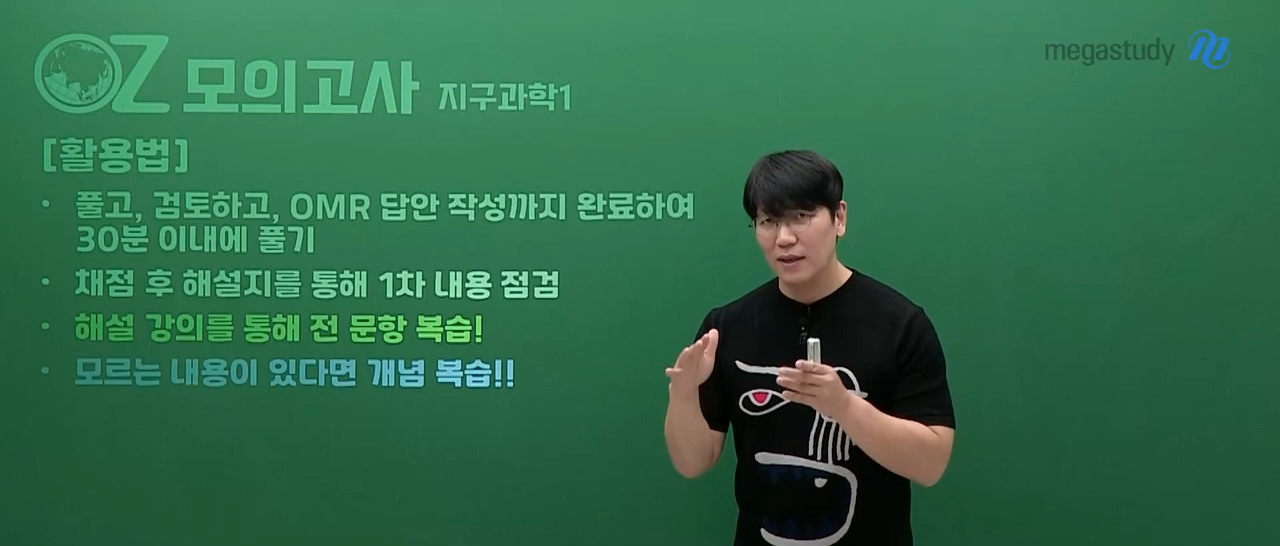 OZ 모의고사 지구과학1
megastudy
[활용법]
• 풀고, 검토하고, OMR 답안 작성까지 완료하여
30분 이내에 풀기
• 채점 후 해설지를 통해 1차 내용 점검
• 해설 강의를 통해 전 문항 복습!
• 모르는 내용이 있다면 개념 복습!!